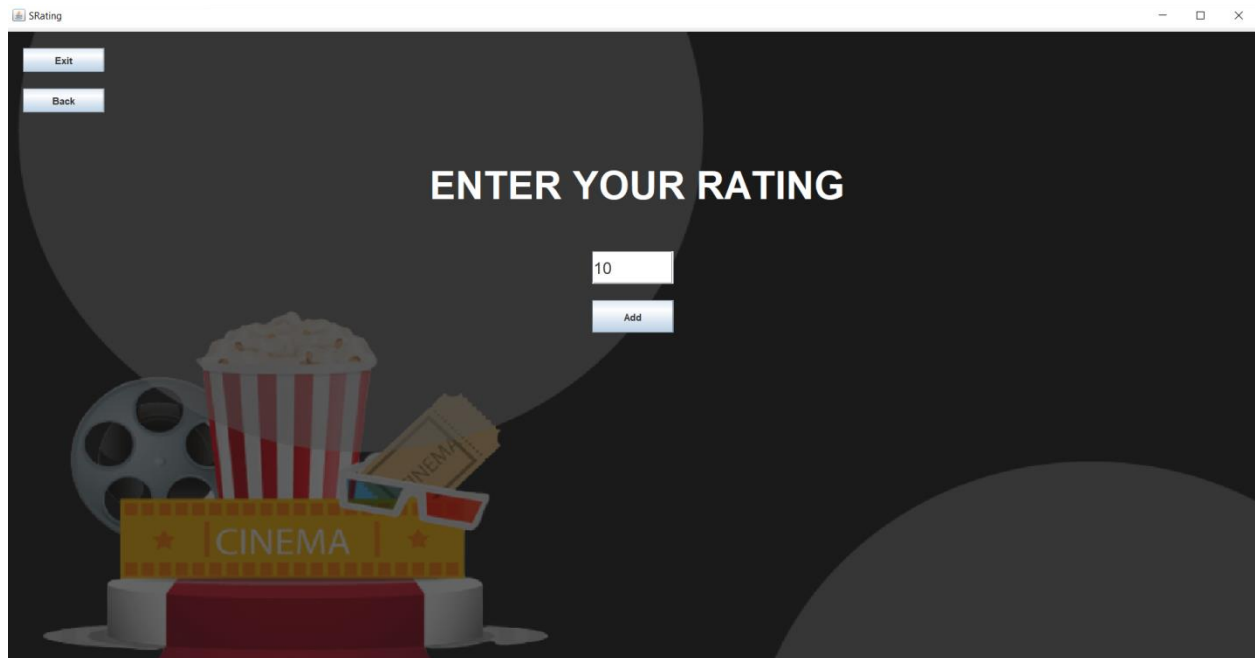 SRating
Exit
Back
ENTER YOUR RATING
10
Add
CINEMA
CINEMA